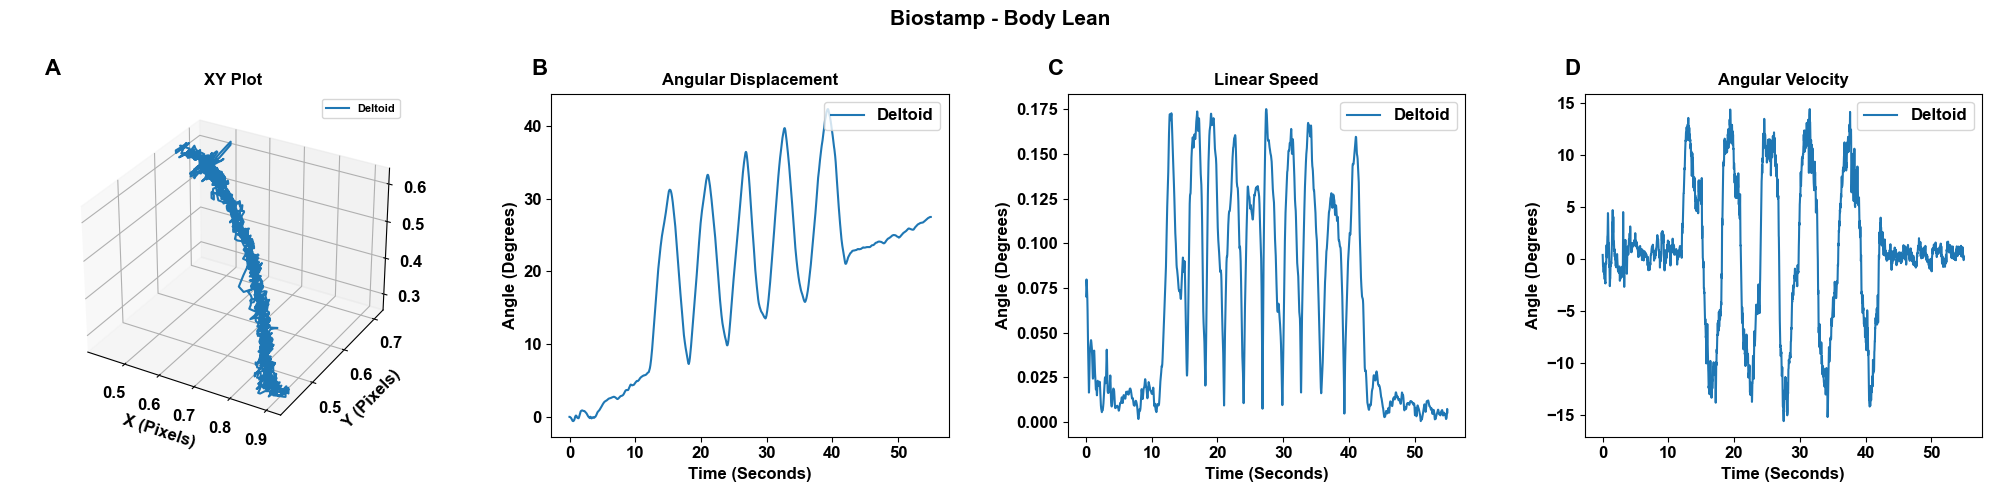 Biostamp - Body Lean
A
XY Plot
Deltoid
0.6
0.5
0.4
0.3
0.7
0.6
0.5
Y (Pixels)
0.5
0.6
0.7
0.8
0.9
X (Pixels)
B
Angular Displacement
Deltoid
Angle (Degrees)
40
30
20
10
0
0 10 20 30 40 50
Time (Seconds)
C
Linear Speed
Deltoid
Angle (Degrees)
0.175
0.150
0.125
0.100
0.075
0.050
0.025
0.000
0 10 20 30 40 50
Time (Seconds)
D
Angular Velocity
Deltoid
Angle (Degrees)
15
10
5
0
−5
−10
−15
0 10 20 30 40 50
Time (Seconds)